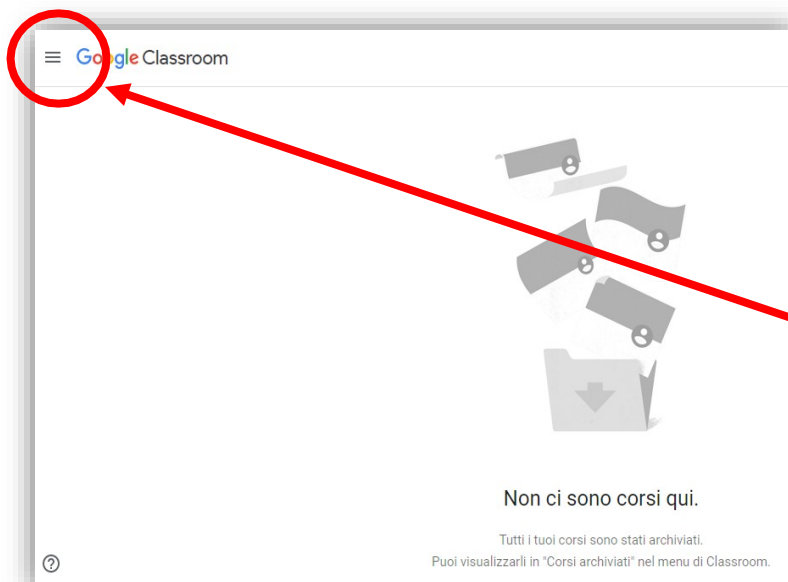 Google Classroom
Non ci sono corsi qui.
Tutti i tuoi corsi sono stati archiviati.
Puoi visualizzarli in "Corsi archiviati" nel menu di Classroom.
?